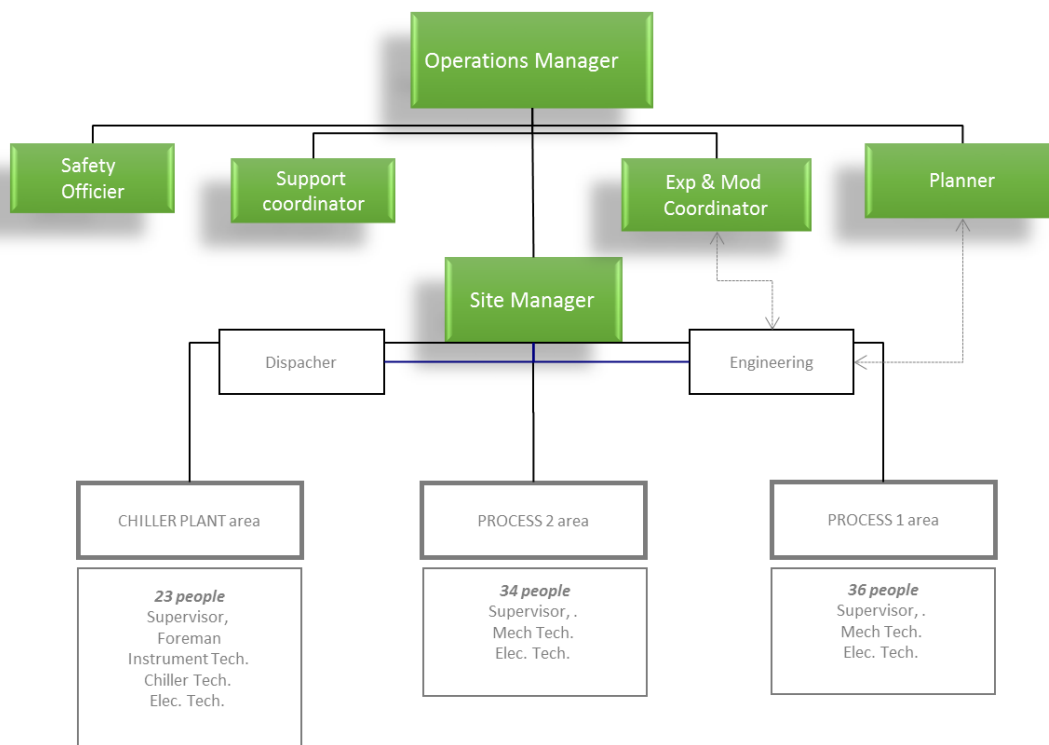 Operations Manager
Safety
Officier
Support
coordinator
Exp & Mod
Coordinator
Planner
Site Manager
Dispacher
Engineering
CHILLER PLANT area
PROCESS 2 area
PROCESS 1 area
23 people
Supervisor,
Foreman
Instrument Tech.
Chiller Tech.
Elec. Tech.
34 people
Supervisor, .
Mech Tech.
Elec. Tech.
36 people
Supervisor, .
Mech Tech.
Elec. Tech.